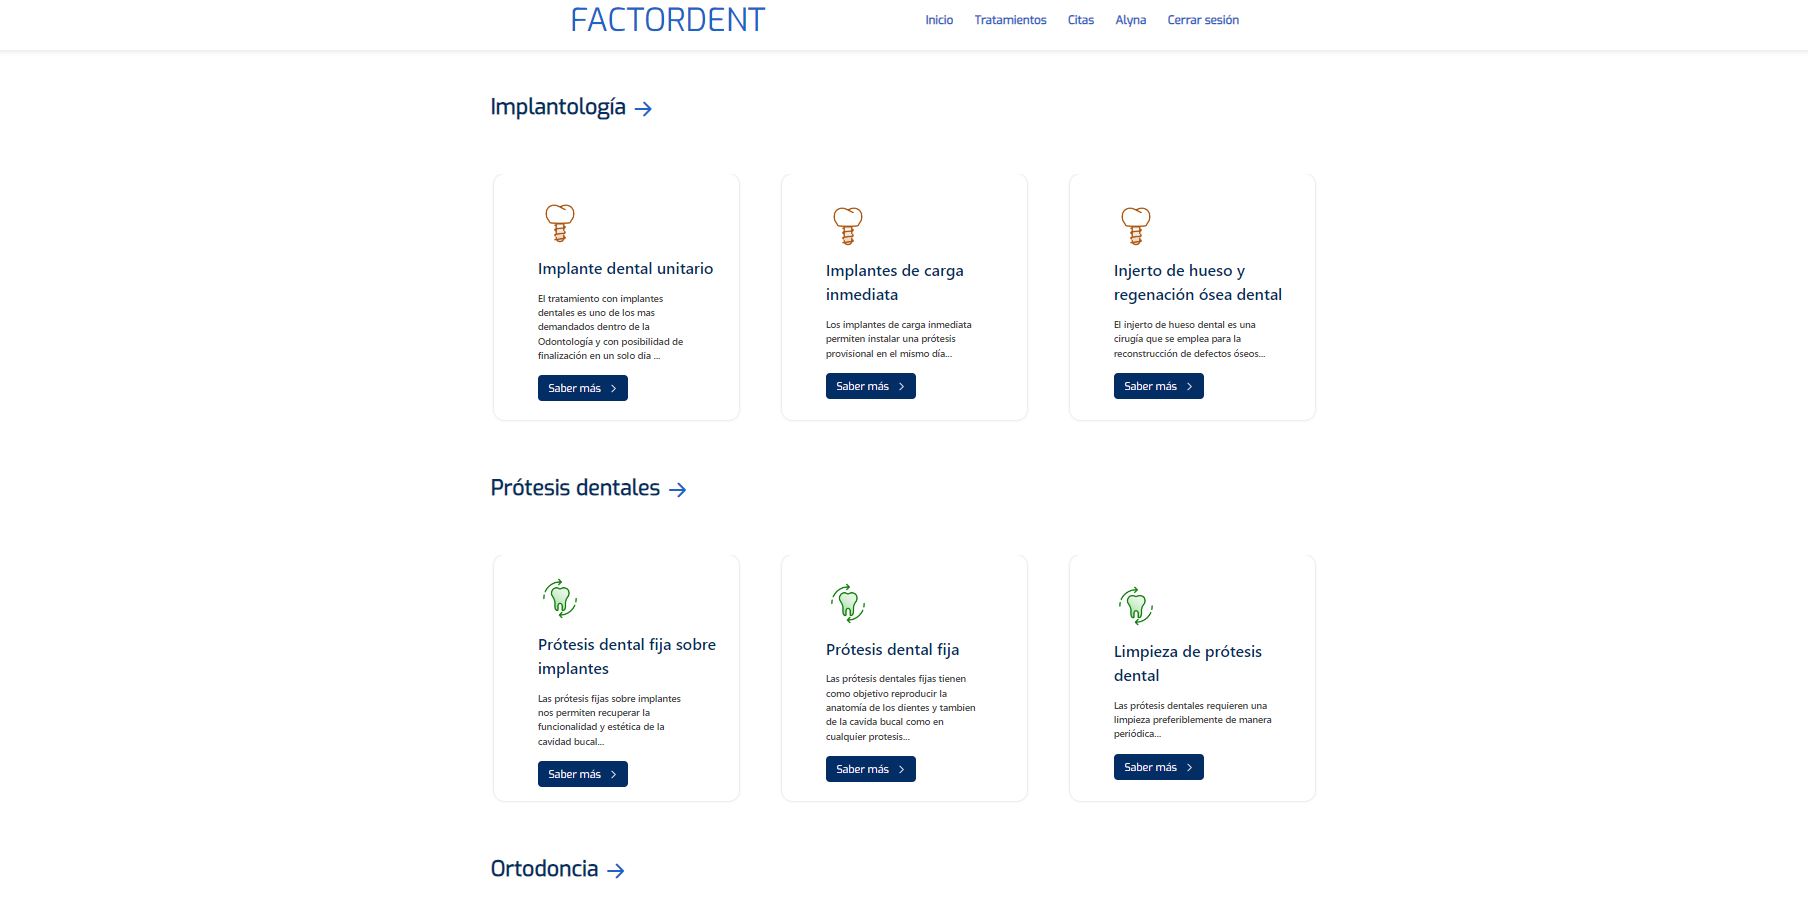 FACTORDENT
Inicio Tratamientos Citas Alyna Cerrar sesión
Implantología
Implante dental unitario
El tratamiento con implantes
dentales es uno de los mas
demandados dentro de la
Odontología y con posibilidad de
finalización en un solo día ...
Saber más
Implantes de carga
inmediata
Los implantes de carga inmediata
permiten instalar una prótesis
provisional en el mismo día...
Saber más
Injerto de hueso y
regenación ósea dental
El injerto de hueso dental es una
cirugía que se emplea para la
reconstrucción de defectos óseos...
Saber más
Prótesis dentales
Prótesis dental fija sobre
implantes
Las prótesis fijas sobre implantes
nos permiten recuperar la
funcionalidad y estética de la
cavidad bucal...
Saber más
Prótesis dental fija
Las prótesis dentales fijas tienen
como objetivo reproducir la
anatomía de los dientes y tambien
de la cavida bucal como en
cualquier protesis...
Saber más
Limpieza de prótesis
dental
Las prótesis dentales requieren una
limpieza preferiblemente de manera
periódica...
Saber más
Ortodoncia